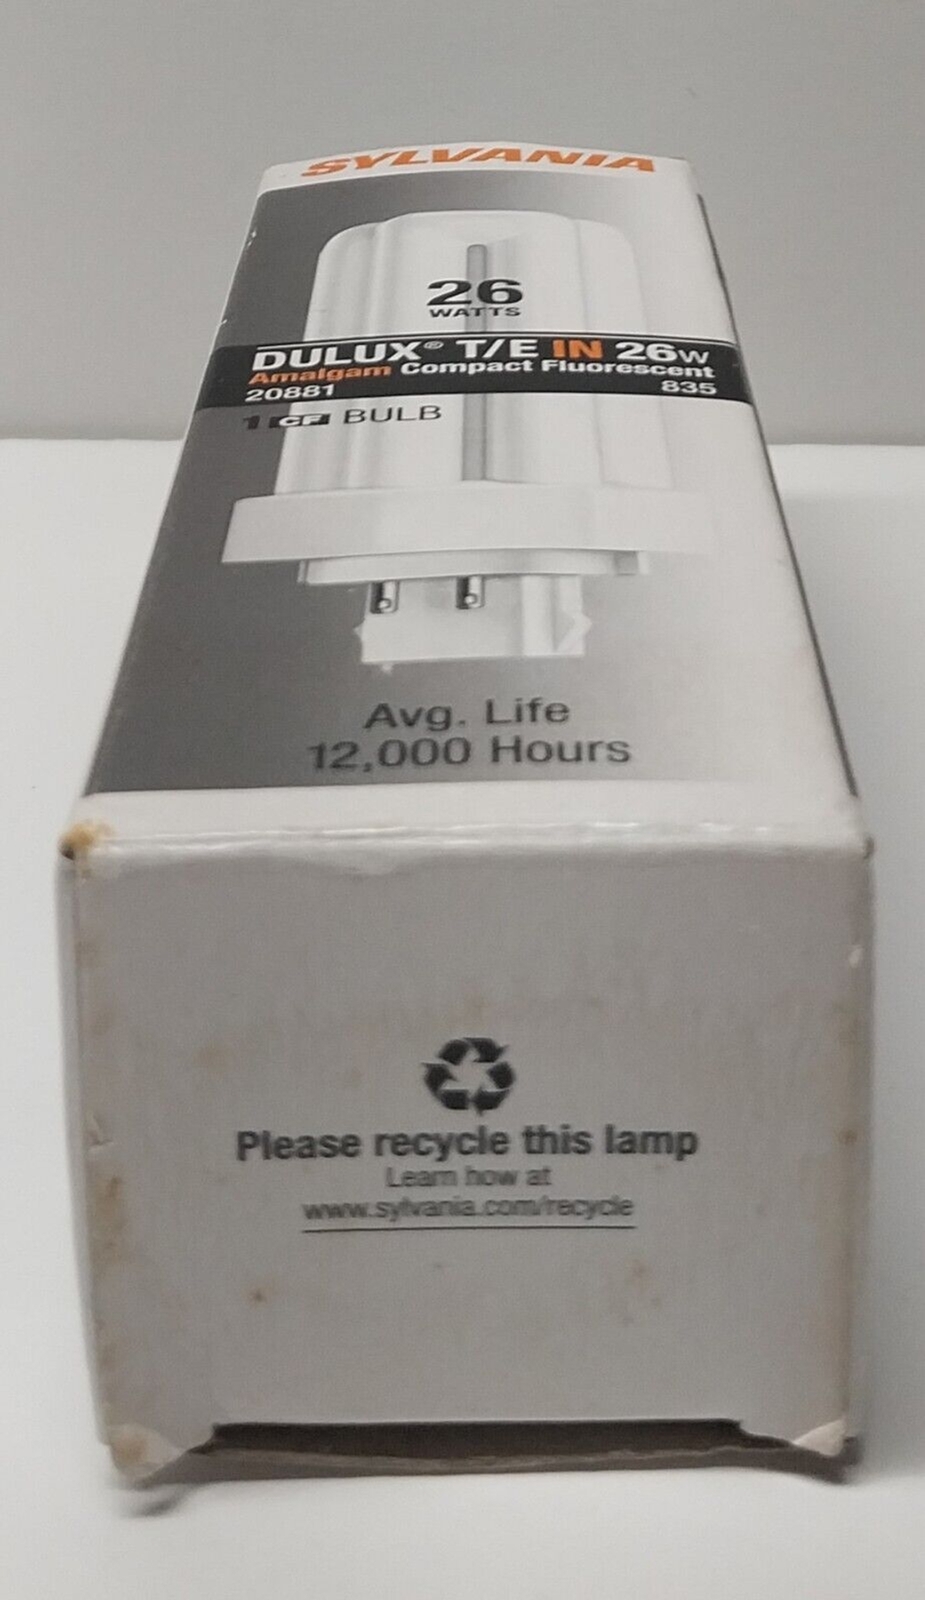 SYLVANIA
26
WATTS
DULUX® T/E IN 26W
Amalgam Compact Fluorescent
20881 835
1 CF BULB
Avg. Life
12,000 Hours
Please recycle this lamp
Learn how at
www.sylvania.com/recycle